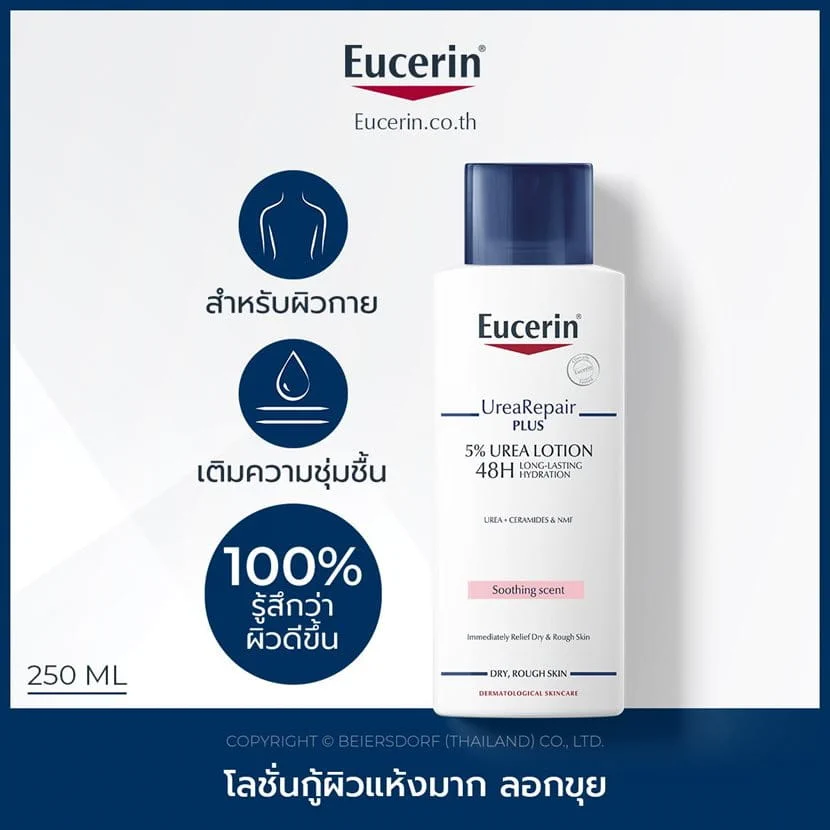 Eucerin®
Eucerin.co.th
สำหรับผิวกาย
เติมความชุ่มชื้น
100%
รู้สึกว่า
ผิวดีขึ้น
250 ML
Eucerin®
Eucerin
UreaRepair
PLUS
5% UREA LOTION
48H LONG-LASTING
HYDRATION
UREA + CERAMIDES & NMF
Soothing scent
Immediately Relief Dry & Rough Skin
DRY, ROUGH SKIN
DERMATOLOGICAL SKINCARE
COPYRIGHT © BEIERSDORF (THAILAND) CO., LTD.
โลชั่นกู้ผิวแห้งมาก ลอกขุย